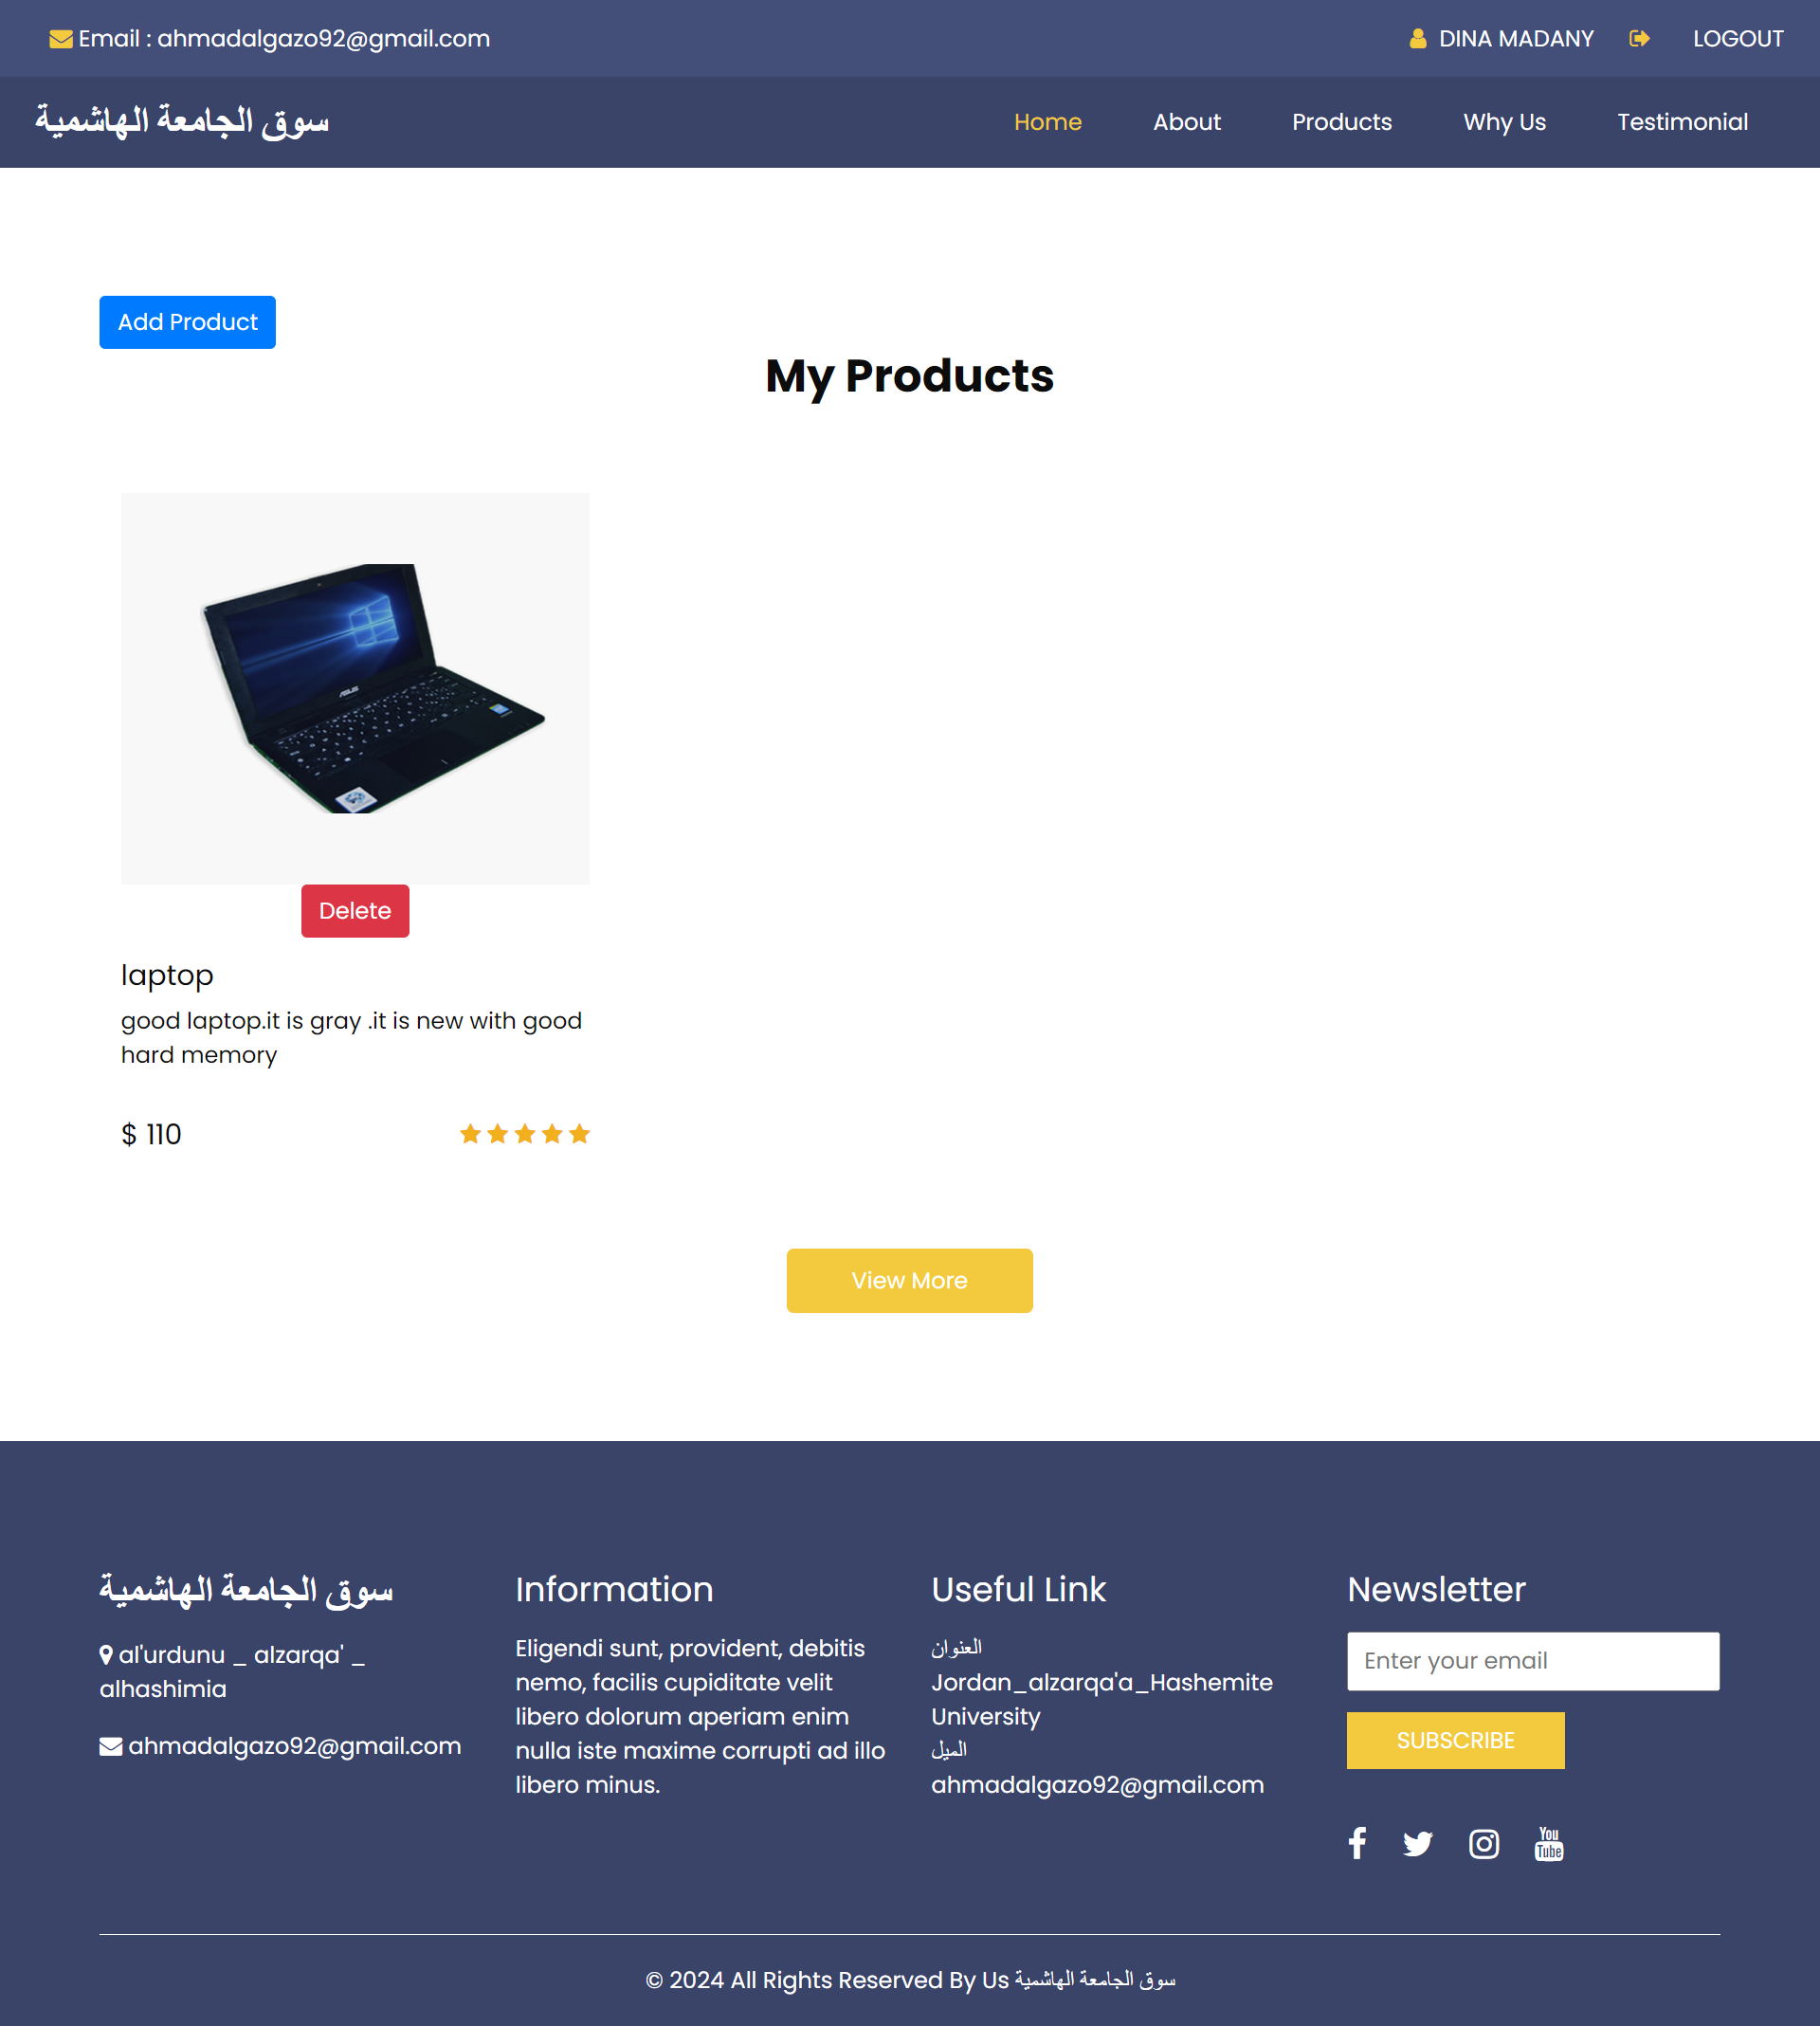 Email : ahmadalgazo92@gmail.com
DINA MADANY
LOGOUT
سوق الجامعة الهاشمية
Home
About
Products
Why Us
Testimonial
Add Product
My Products
ASUS
Delete
laptop
good laptop.it is gray .it is new with good
hard memory
$ 110
View More
سوق الجامعة الهاشمية
al'urdunu _ alzarqa' _
alhashimia
ahmadalgazo92@gmail.com
Information
Eligendi sunt, provident, debitis
nemo, facilis cupiditate velit
libero dolorum aperiam enim
nulla iste maxime corrupti ad illo
libero minus.
Useful Link
العنوان
Jordan_alzarqa'a_Hashemite
University
الميل
ahmadalgazo92@gmail.com
Newsletter
Enter your email
SUBSCRIBE
You
Tube
© 2024 All Rights Reserved By Us سوق الجامعة الهاشمية